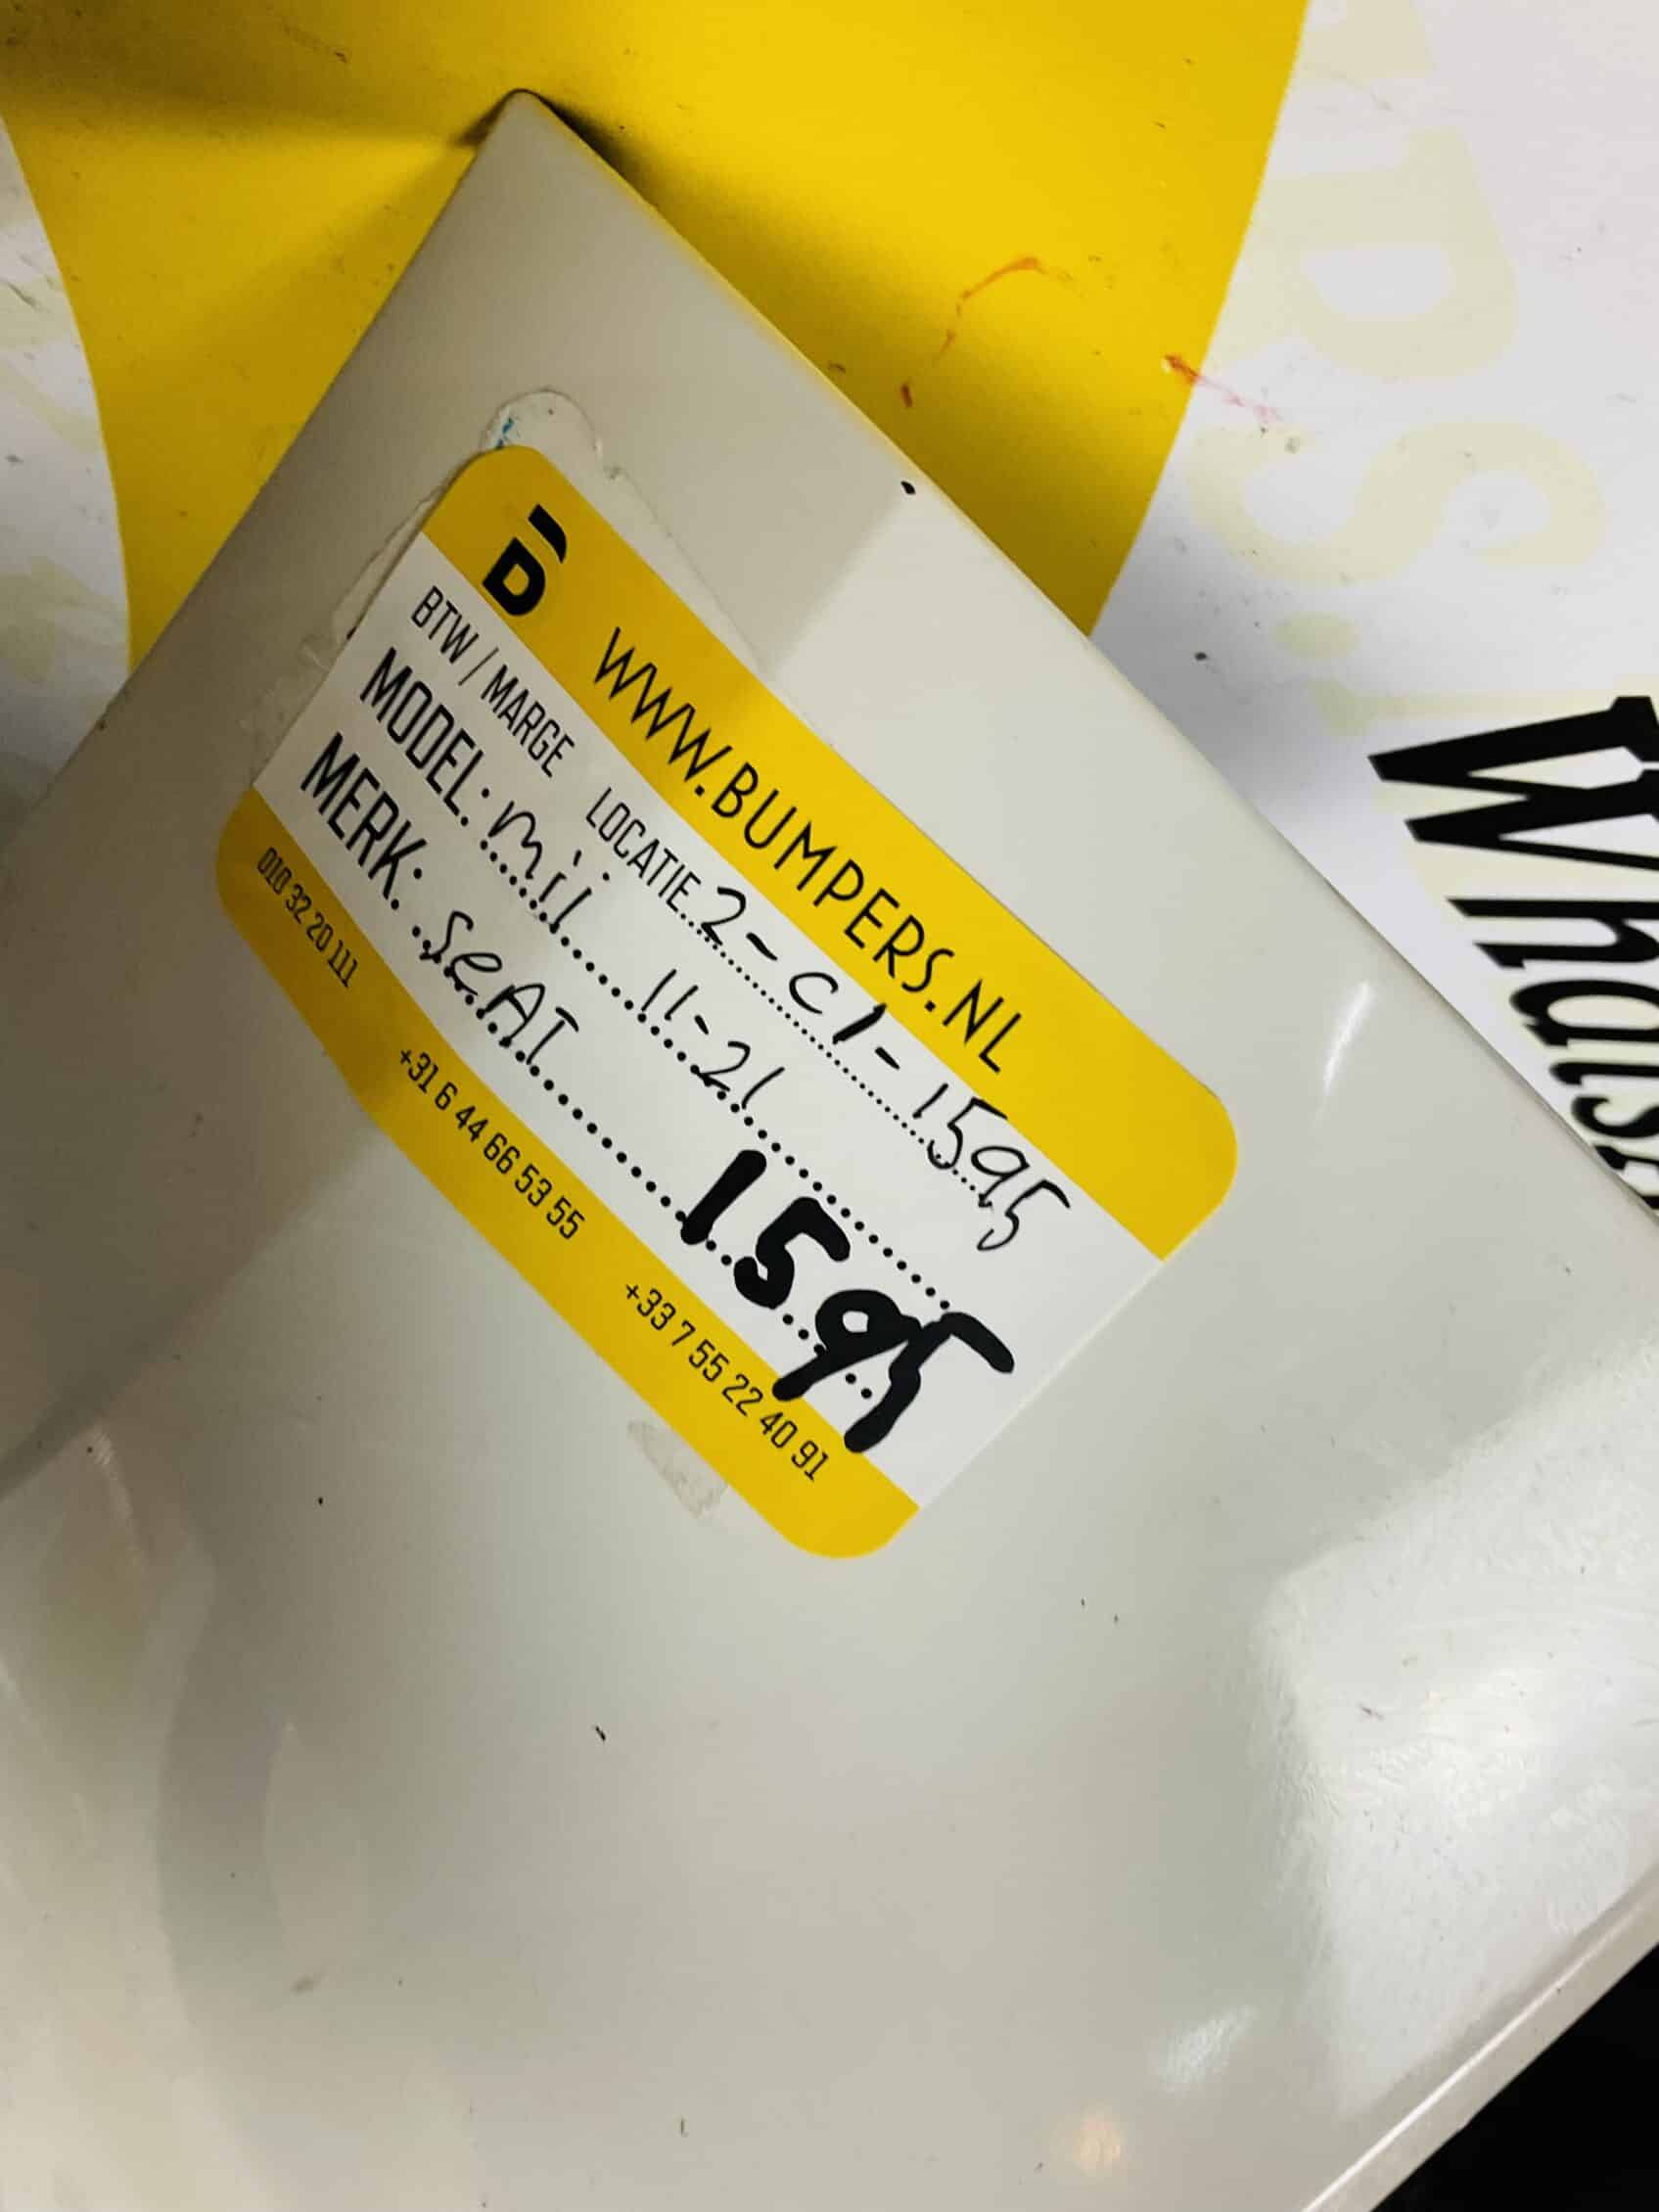 WWW.BUMPERS.NL
BTW / MARGE LOCATIE 2-C1-1595
MODEL: mii 11-21
MERK: SeAT 1595
010 32 20 111 +31 6 44 66 53 55 +33 7 55 22 40 91